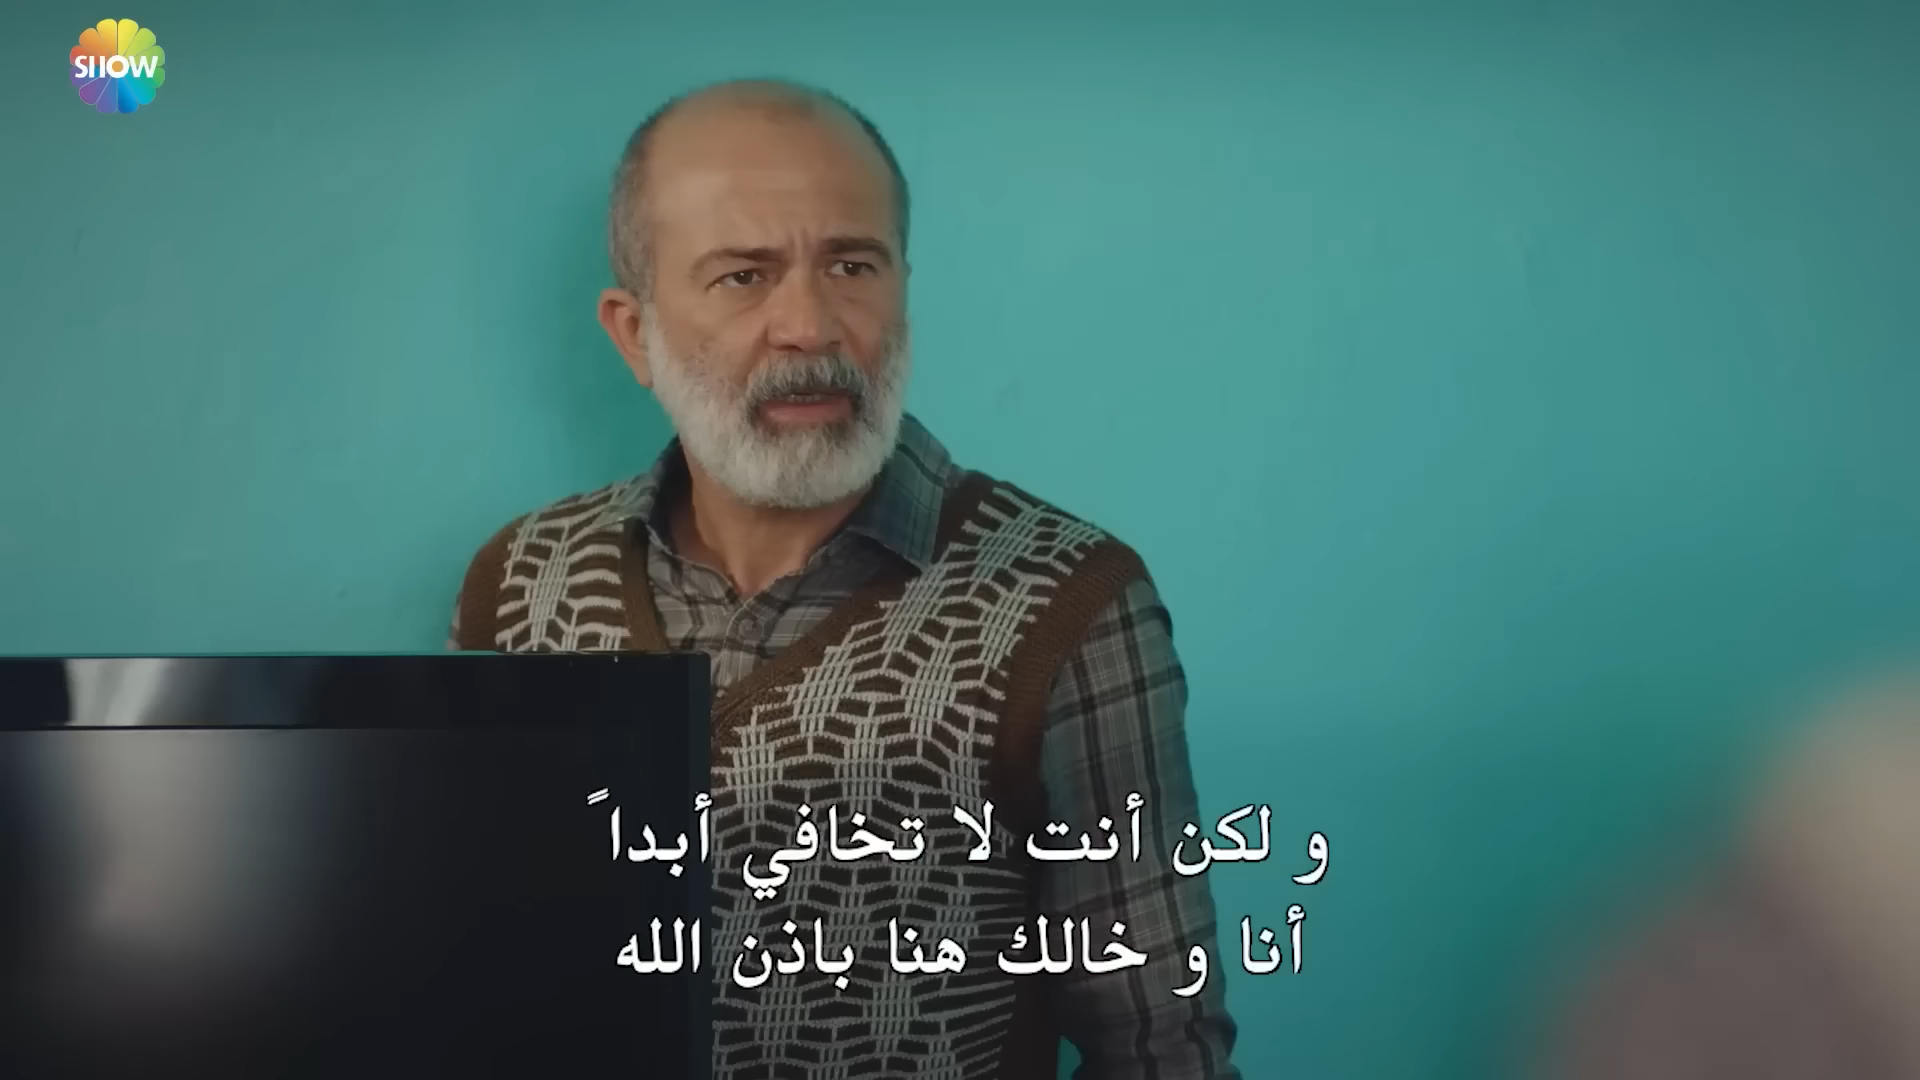 SHOW
و لكن أنت لا تخافي أبداً
أنا و خالك هنا باذن الله